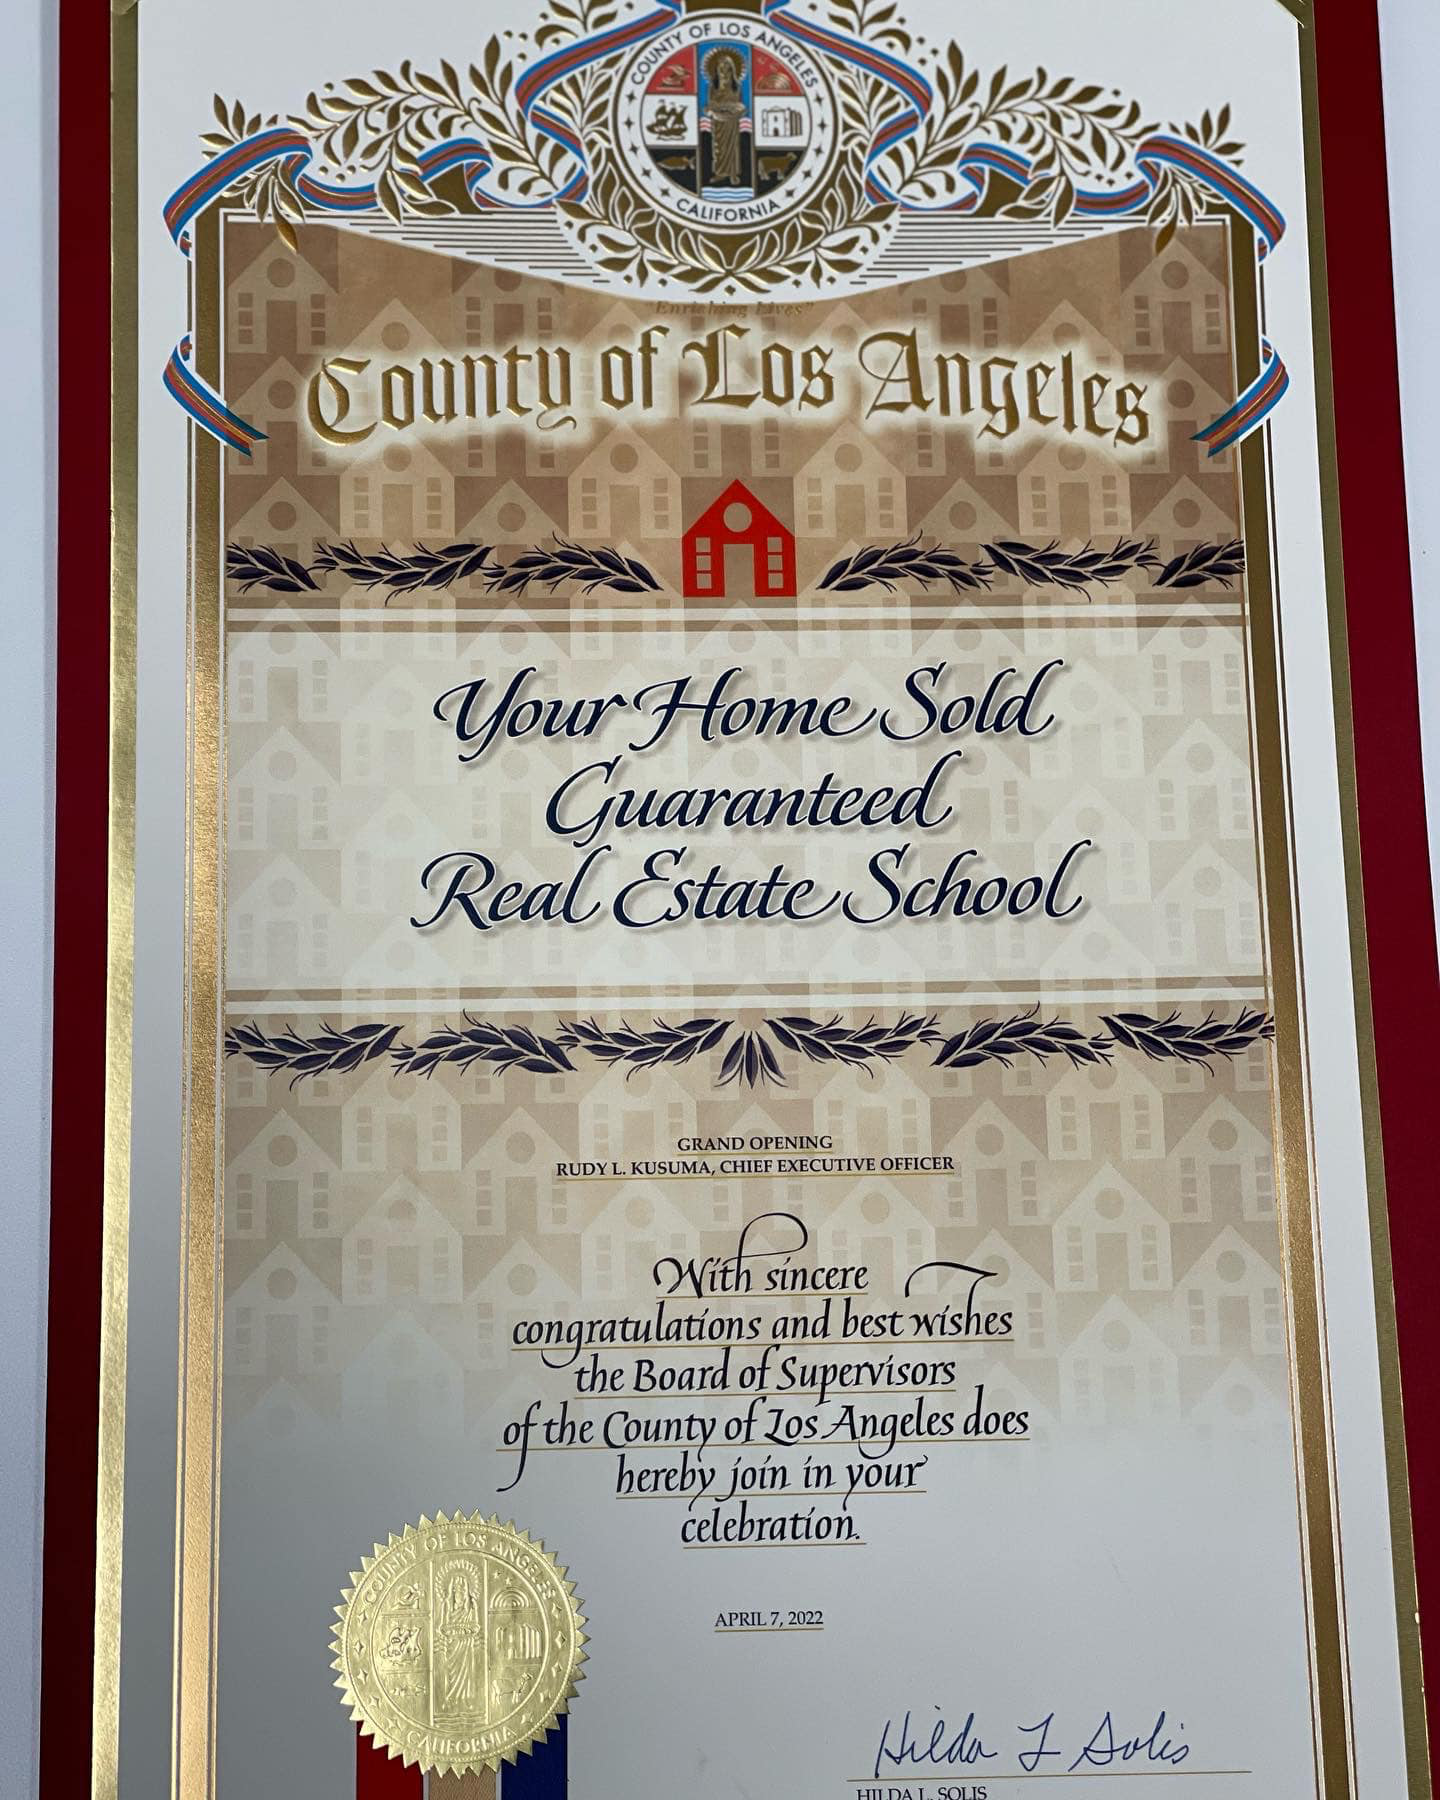 COUNTY OF LOS ANGELES
CALIFORNIA
"Enriching Lives"
County of Los Angeles
Your Home Sold
Guaranteed
Real Estate School
GRAND OPENING
RUDY L. KUSUMA, CHIEF EXECUTIVE OFFICER
With sincere
congratulations and best wishes
the Board of Supervisors
of the County of Los Angeles does
hereby join in your
celebration.
COUNTY OF LOS ANGELES
CALIFORNIA
APRIL 7, 2022
Hilda L Solis
HILDA L. SOLIS